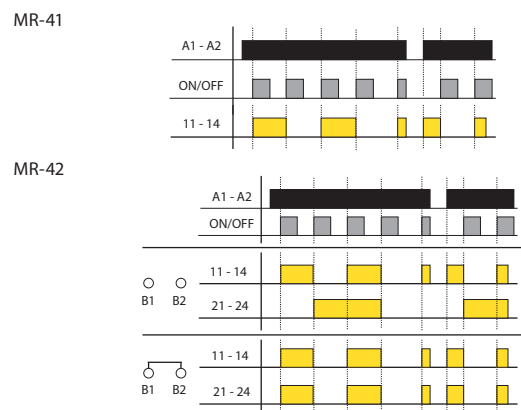 MR-41
A1 - A2
ON/OFF
11 - 14
MR-42
A1 - A2
ON/OFF
11 - 14
B1 B2
21 - 24
11 - 14
B1 B2
21 - 24